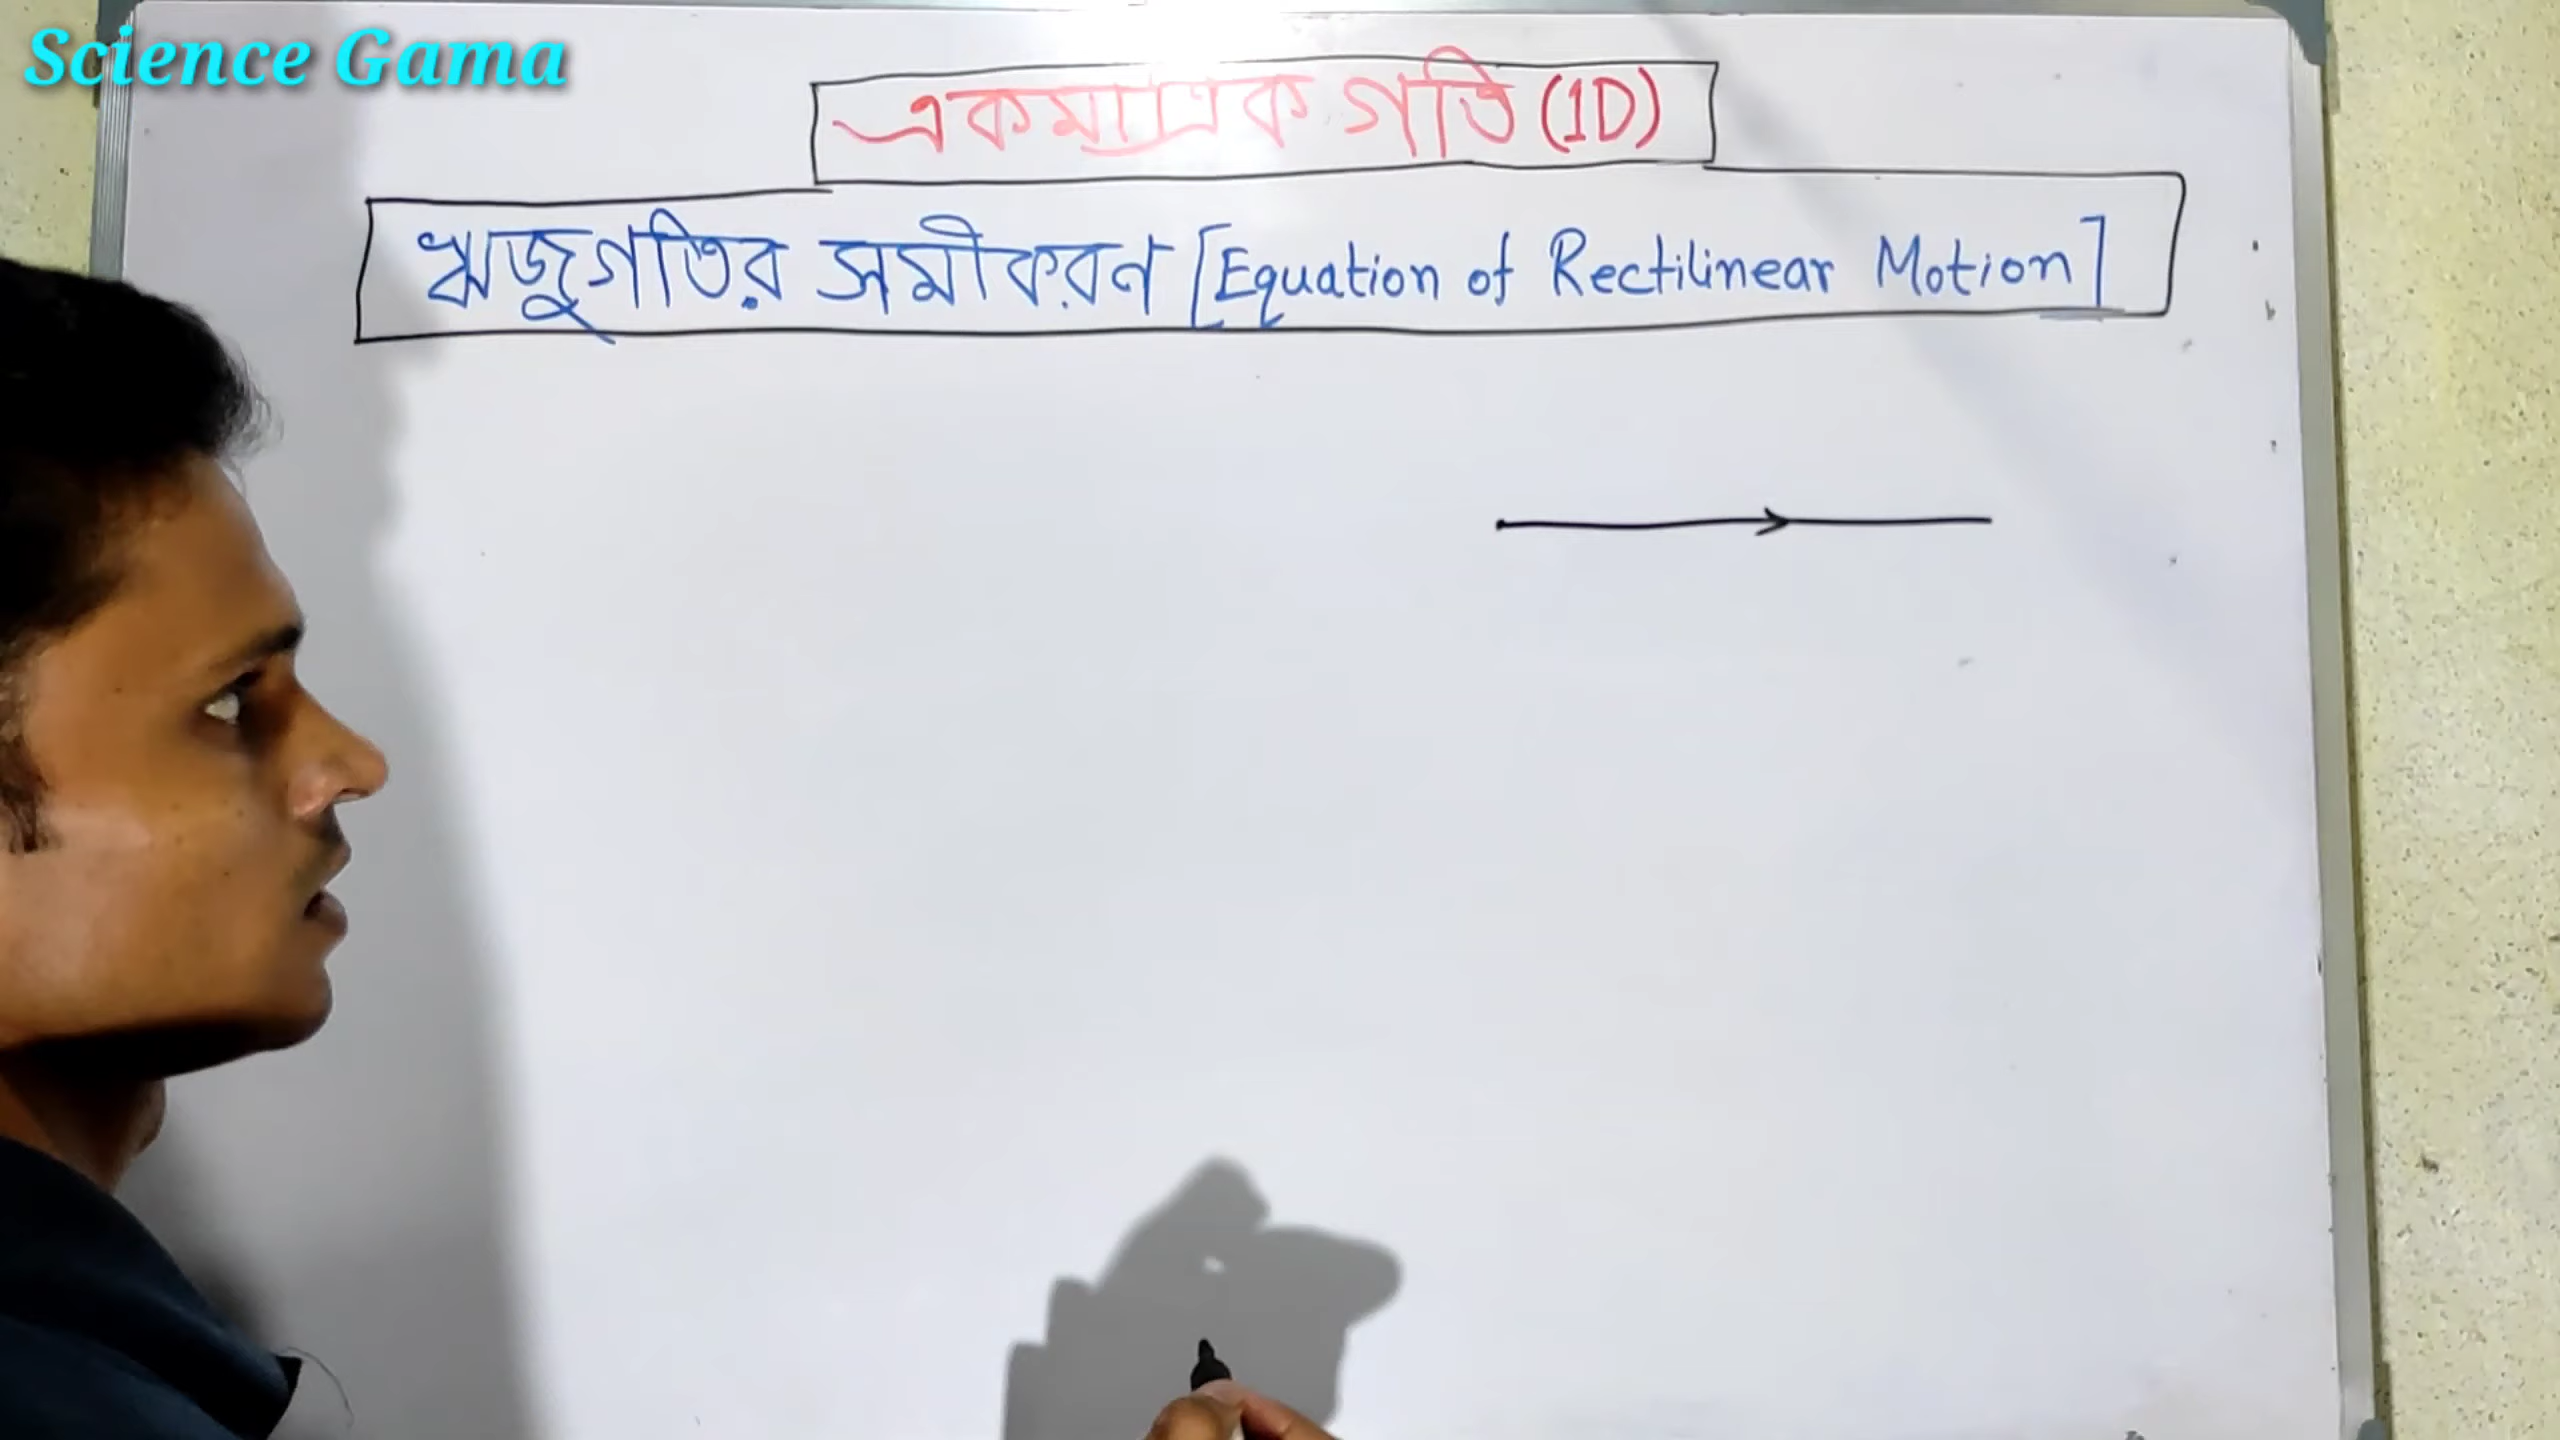 Science Gama
একমাত্রিক গতি (1D)
ঋজুগতির সমীকরণ [Equation of Rectilinear Motion]